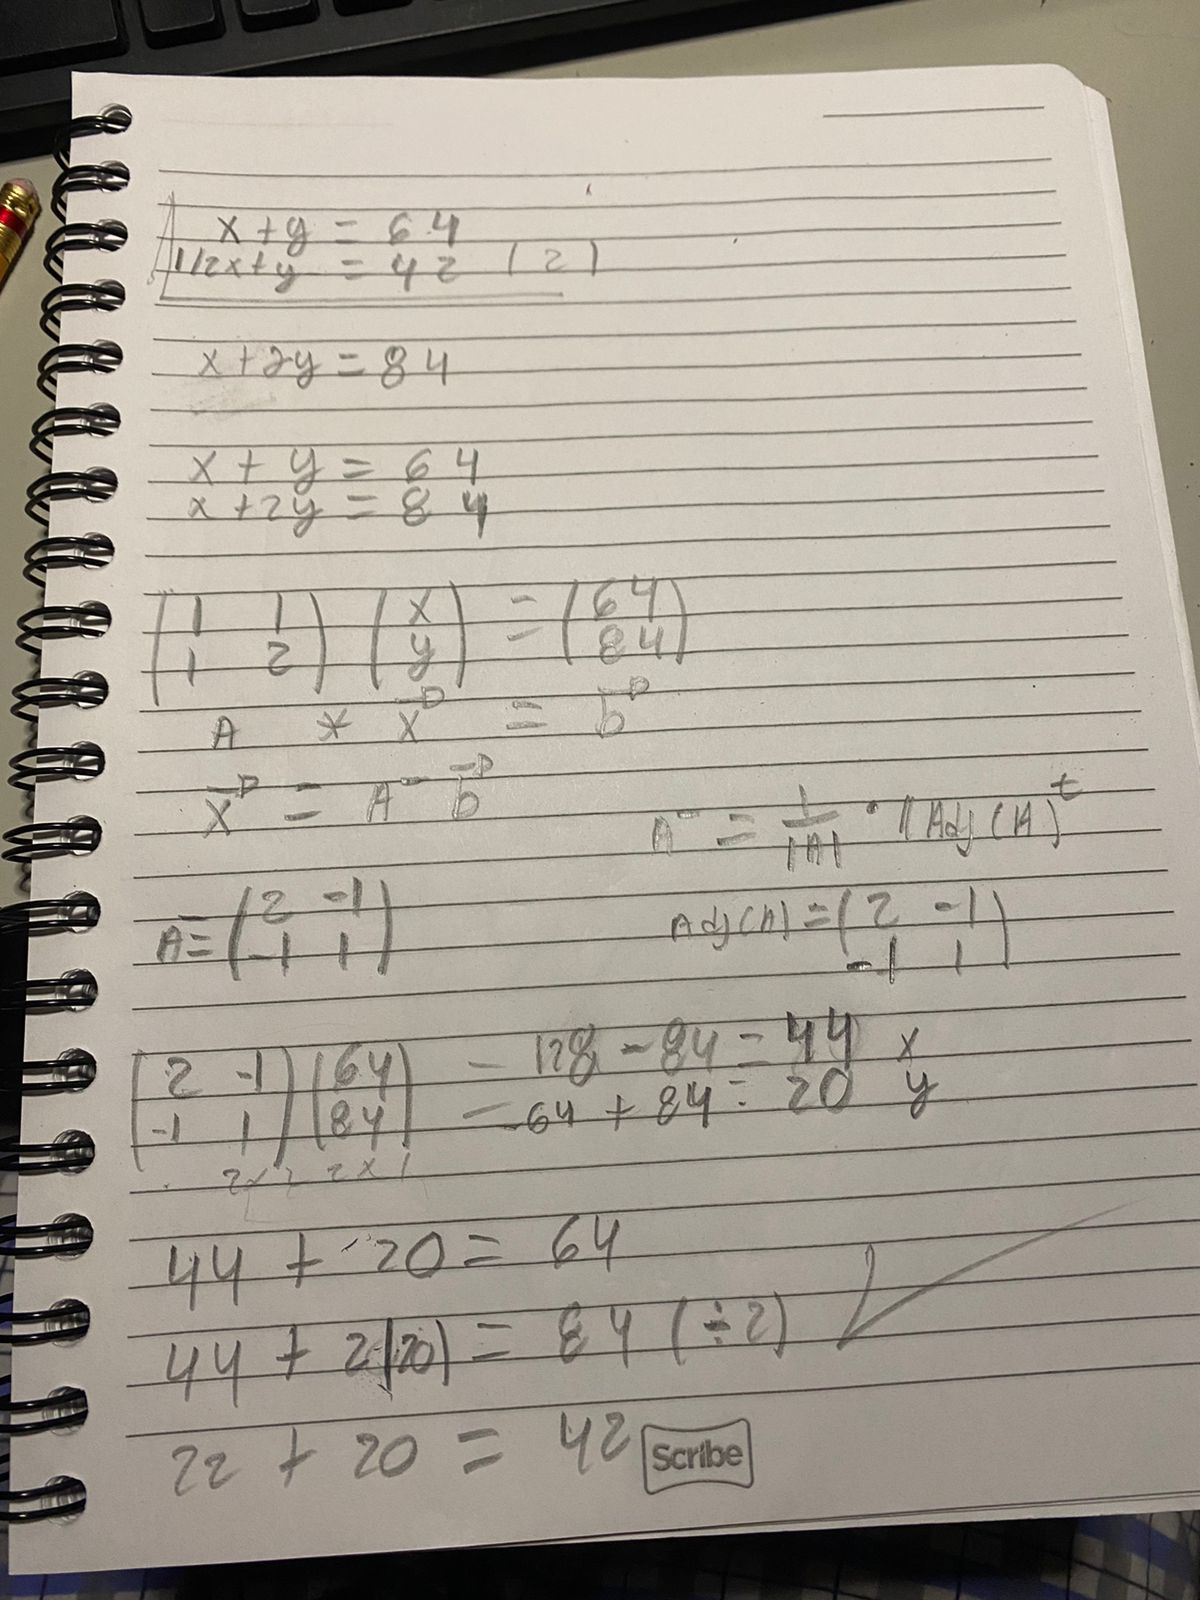 x + y = 64
1/2x + y = 42 (2)
x + 2y = 84
x + y = 64
x + 2y = 84
(1 1) (x) = (64)
(1 2) (y) = (84)
A * x⃗ = b⃗
x⃗ = A⁻ b⃗
A⁻ = 1/|A| · (Adj(A)ᵗ
A⁻ = (2 -1)
(-1 1)
Adj(A) = (2 -1)
(-1 1)
(2 -1) (64) = 128 - 84 = 44 x
(-1 1) (84) = -64 + 84 = 20 y
2x2 2x1
44 + 20 = 64
44 + 2(20) = 84 (÷2)
22 + 20 = 42
Scribe